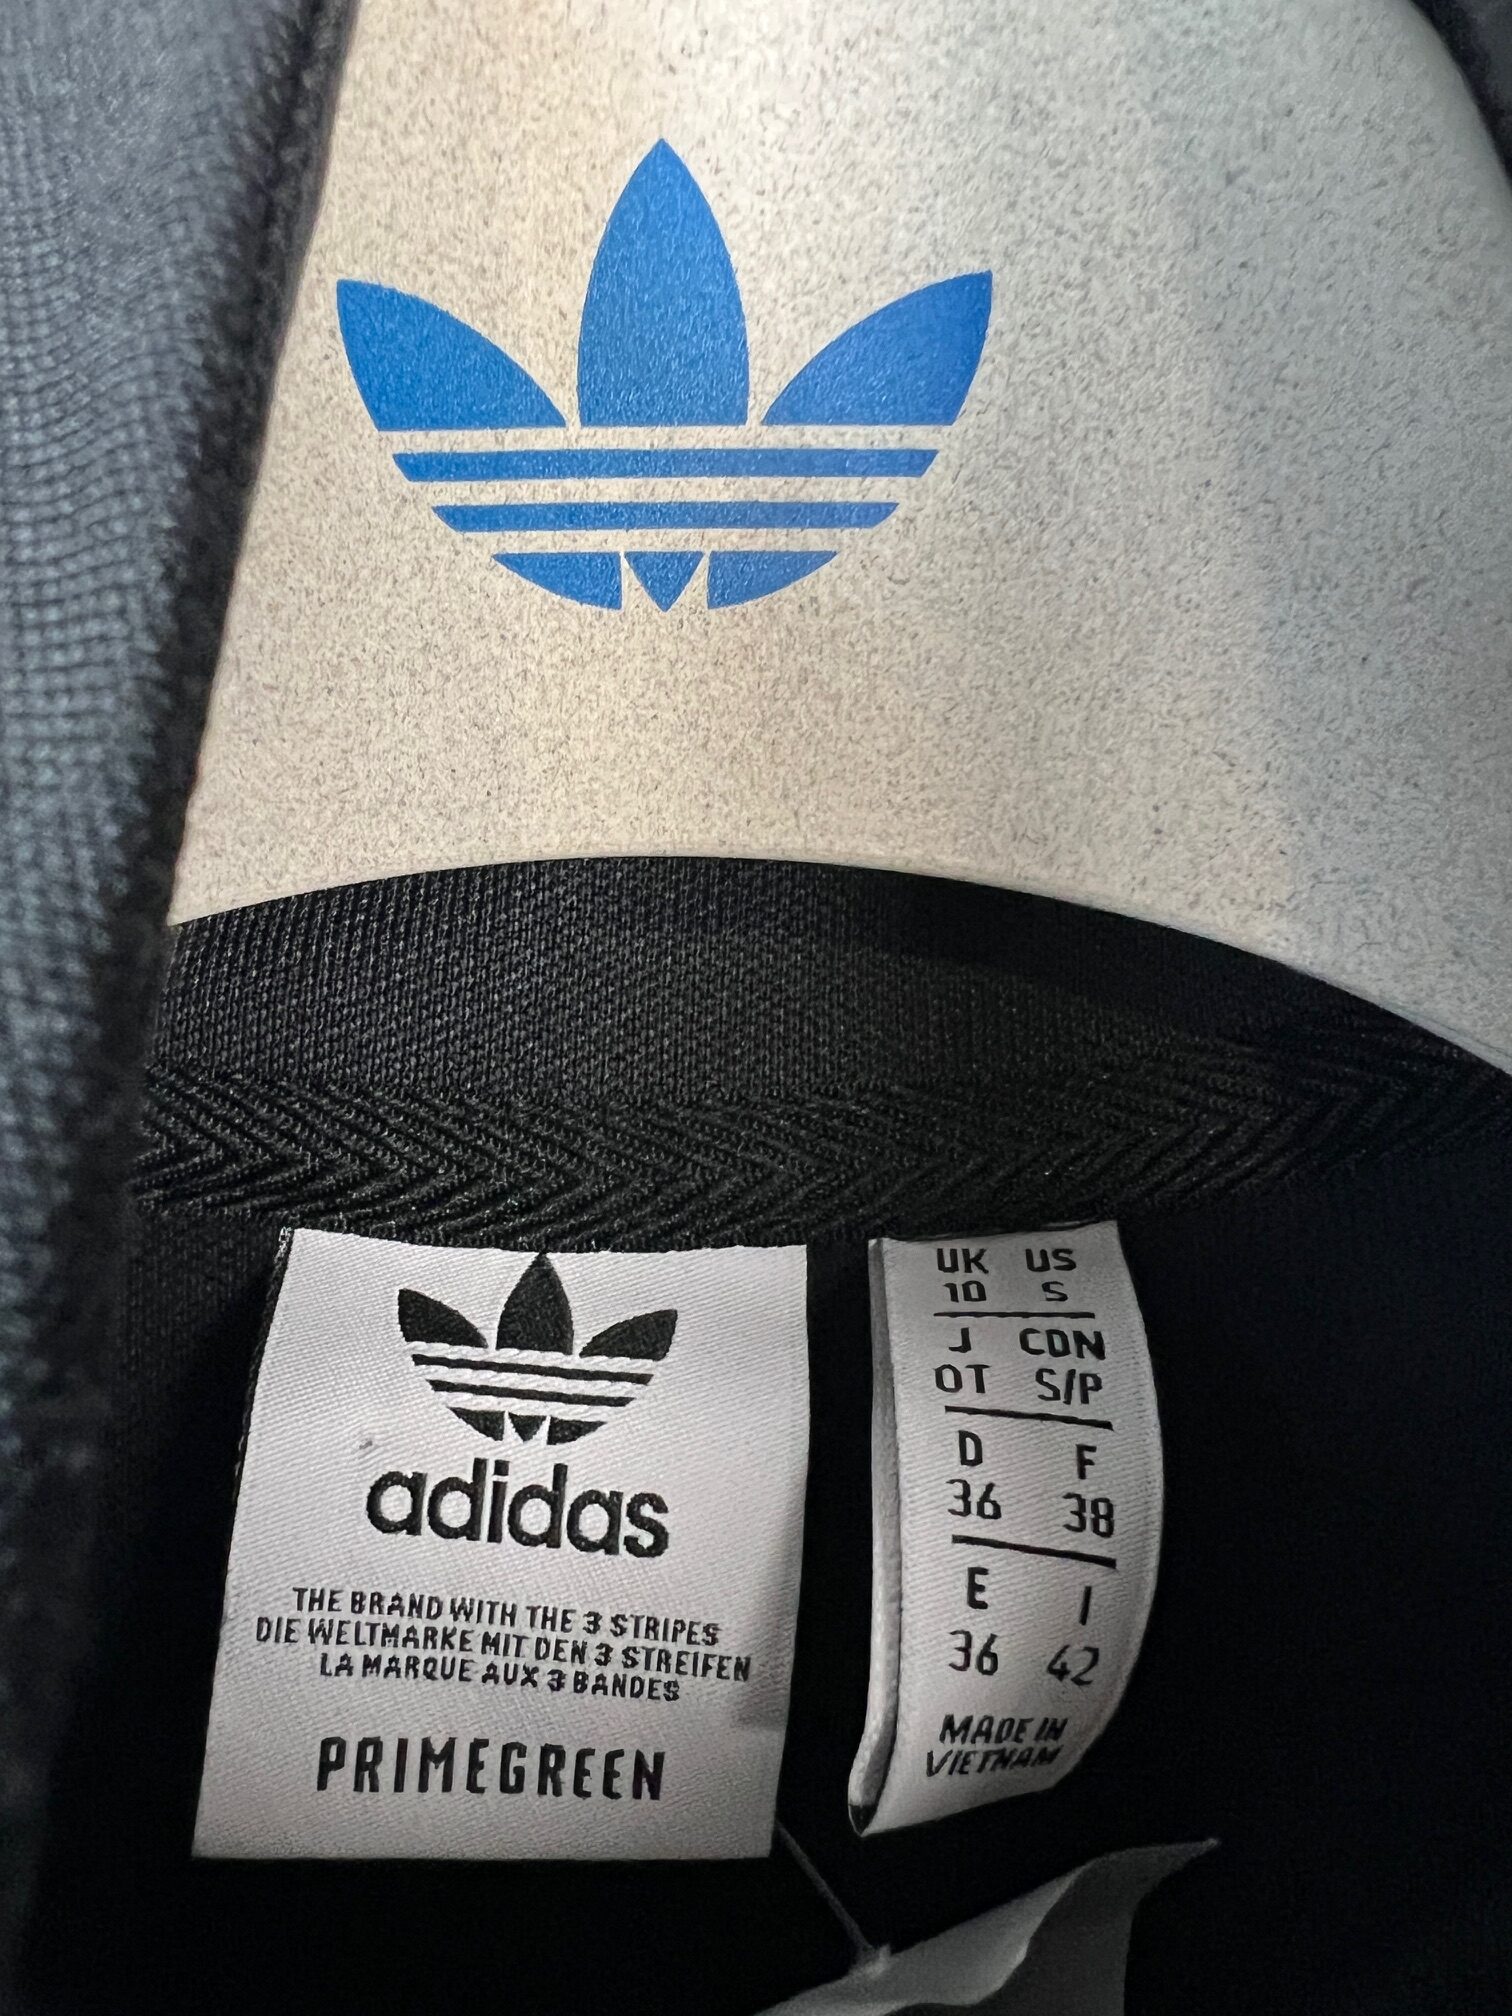 adidas
THE BRAND WITH THE 3 STRIPES
DIE WELTMARKE MIT DEN 3 STREIFEN
LA MARQUE AUX 3 BANDES
PRIMEGREEN
UK US
10 S
J CDN
OT S/P
D F
36 38
E I
36 42
MADE IN
VIETNAM